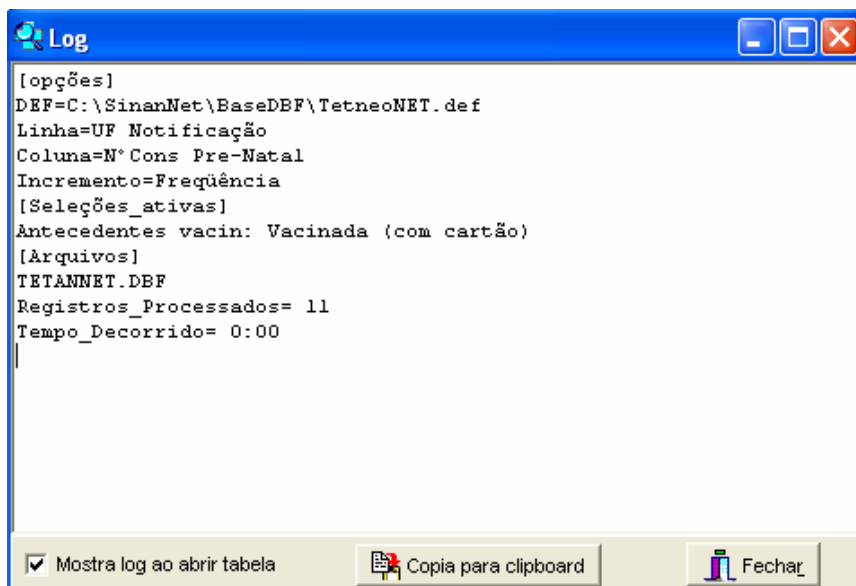 Log
[opções]
DEF=C:\SinanNet\BaseDBF\TetneoNET.def
Linha=UF Notificação
Coluna=N°Cons Pre-Natal
Incremento=Freqüência
[Seleções_ativas]
Antecedentes vacin: Vacinada (com cartão)
[Arquivos]
TETANNET.DBF
Registros_Processados= 11
Tempo_Decorrido= 0:00
Mostra log ao abrir tabela
Copia para clipboard
Fechar